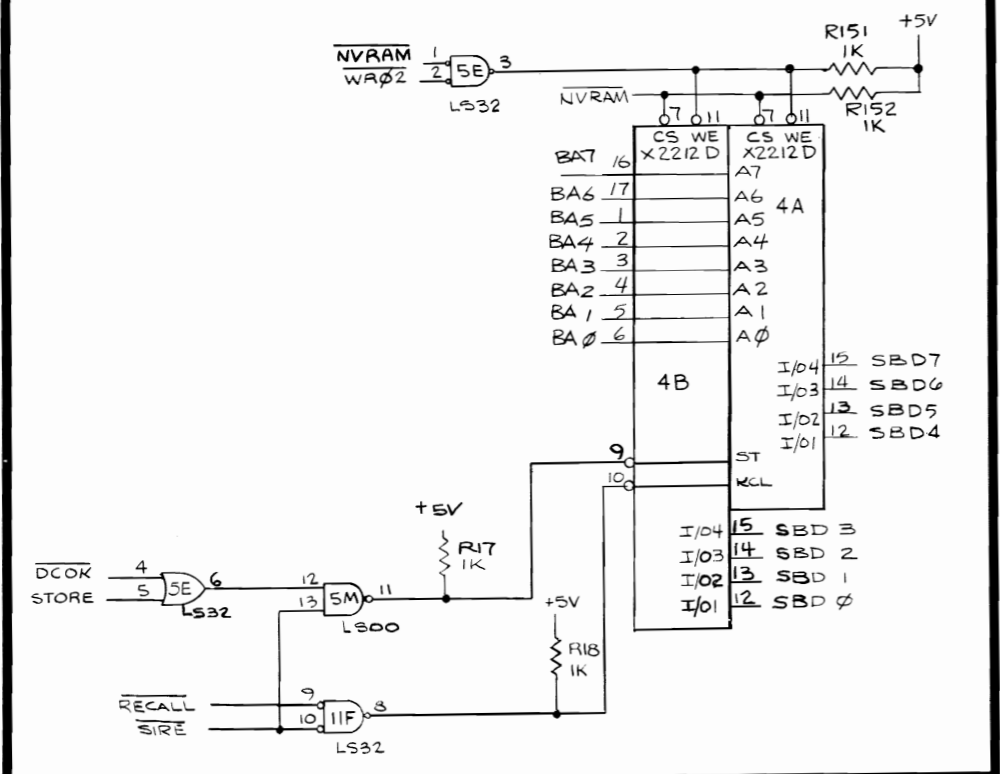 +5V
R151
1K
NVRAM 1
WRØ2 2
5E 3
LS32
NVRAM
R152
1K
7 11 7 11
CS WE CS WE
X2212D X2212D
BA7 16 A7
BA6 17 A6
4A
BA5 1 A5
BA4 2 A4
BA3 3 A3
BA2 4 A2
BA1 5 A1
BAØ 6 AØ
I/O4 15 SBD7
4B
I/O3 14 SBD6
I/O2 13 SBD5
I/O1 12 SBD4
9 ST
10 RCL
+5V
R17
1K
I/O4 15 SBD 3
I/O3 14 SBD 2
I/O2 13 SBD 1
I/O1 12 SBD Ø
DCOK 4
STORE 5
5E 6
LS32
12
13
5M 11
LS00
+5V
R18
1K
RECALL 9
SIRE 10
11F 8
LS32